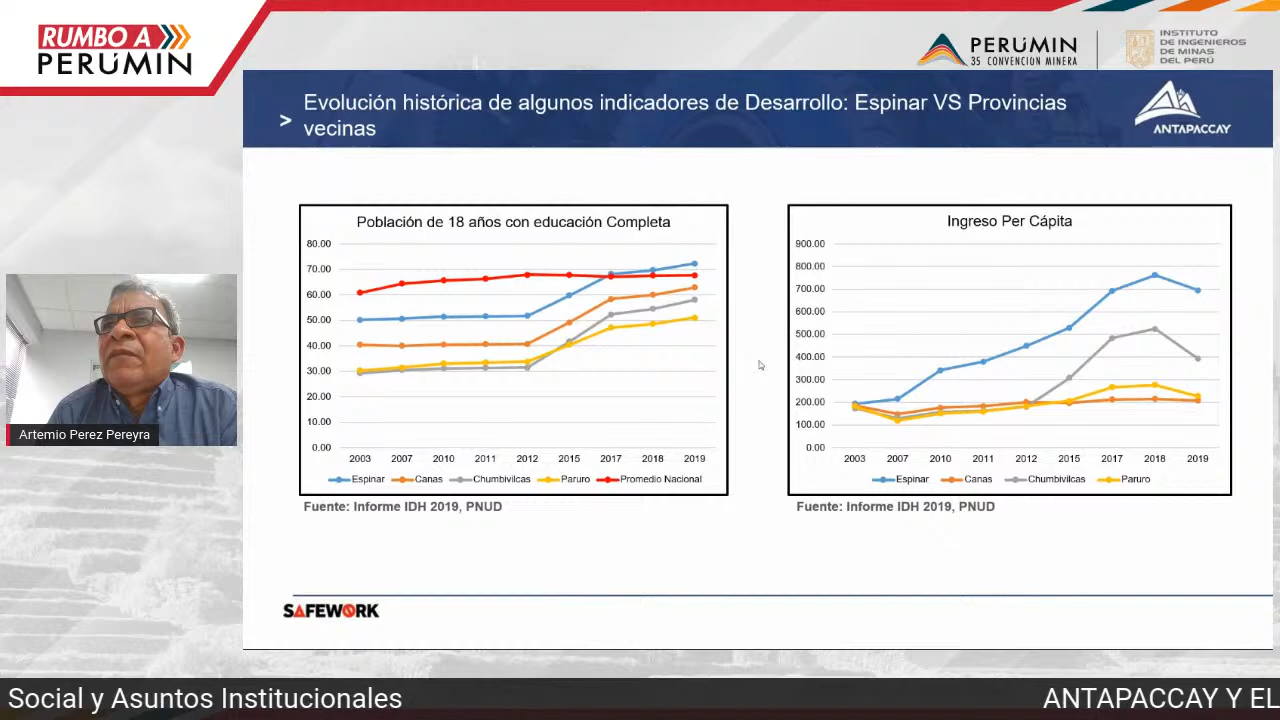 RUMBO A
PERÚMIN
PERÚMIN
35 CONVENCIÓN MINERA
INSTITUTO
DE INGENIEROS
DE MINAS
DEL PERÚ
> Evolución histórica de algunos indicadores de Desarrollo: Espinar VS Provincias
vecinas
ANTAPACCAY
Población de 18 años con educación Completa
80.00
70.00
60.00
50.00
40.00
30.00
20.00
10.00
0.00
2003 2007 2010 2011 2012 2015 2017 2018 2019
Espinar Canas Chumbivilcas Paruro Promedio Nacional
Fuente: Informe IDH 2019, PNUD
Ingreso Per Cápita
900.00
800.00
700.00
600.00
500.00
400.00
300.00
200.00
100.00
0.00
2003 2007 2010 2011 2012 2015 2017 2018 2019
Espinar Canas Chumbivilcas Paruro
Fuente: Informe IDH 2019, PNUD
Artemio Perez Pereyra
SAFEWORK
Social y Asuntos Institucionales
ANTAPACCAY Y EL